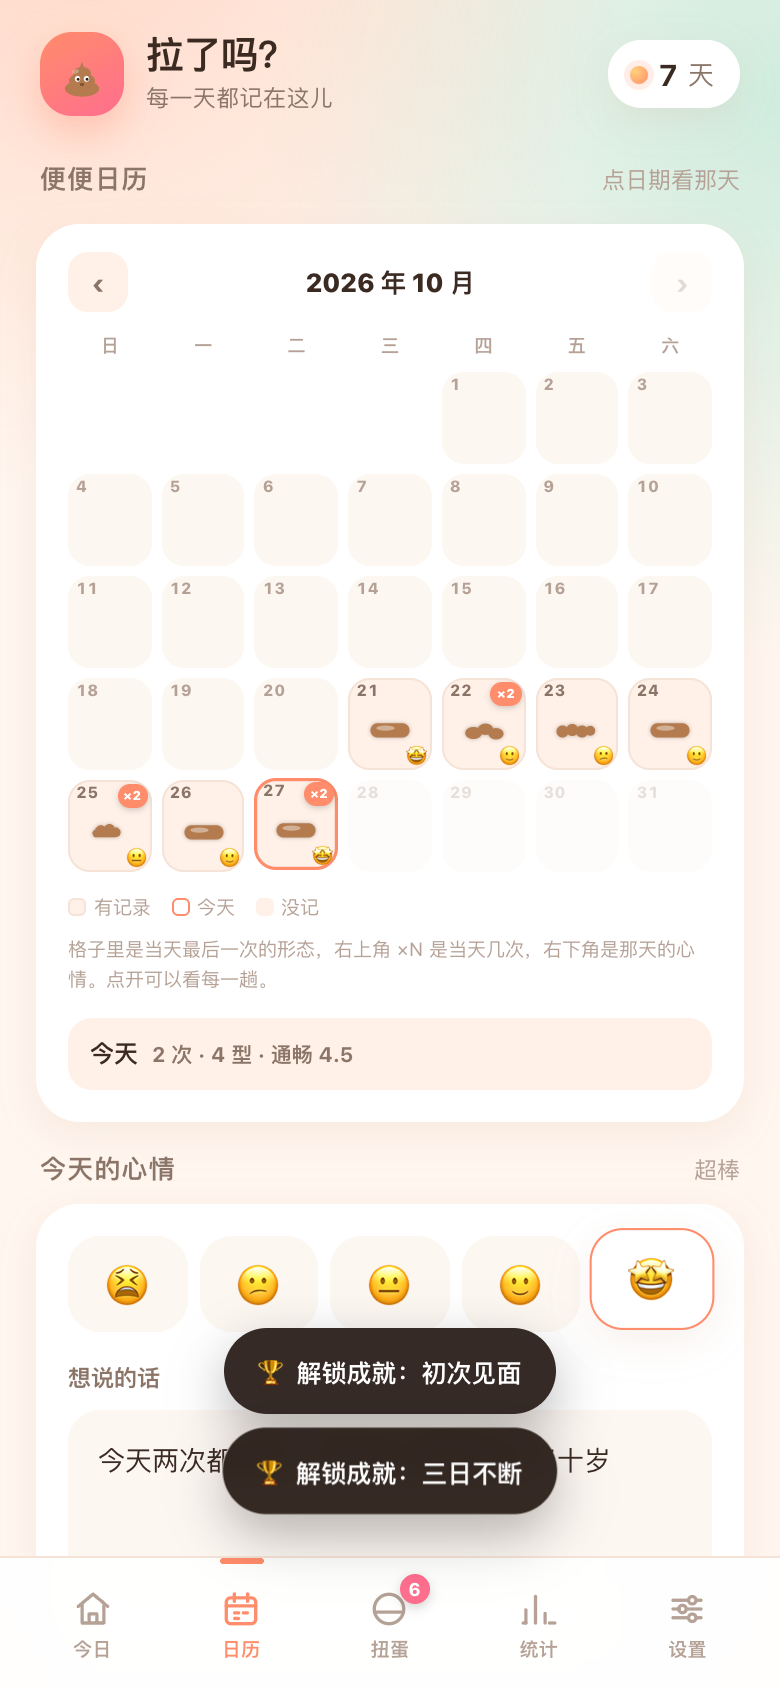 拉了吗?
每一天都记在这儿
7 天
便便日历
点日期看那天
‹ 2026 年 10 月 ›
日 一 二 三 四 五 六
1 2 3
4 5 6 7 8 9 10
11 12 13 14 15 16 17
18 19 20 21 22 ×2 23 24
25 ×2 26 27 ×2 28 29 30 31
有记录 今天 没记
格子里是当天最后一次的形态，右上角 ×N 是当天几次，右下角是那天的心
情。点开可以看每一趟。
今天 2 次 · 4 型 · 通畅 4.5
今天的心情
超棒
想说的话
解锁成就：初次见面
今天两次都
十岁
解锁成就：三日不断
6
今日 日历 扭蛋 统计 设置